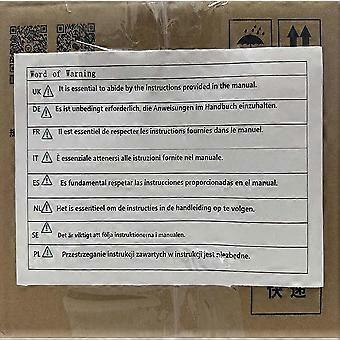 Word of Warning
UK It is essential to abide by the instructions provided in the manual.
DE Es ist unbedingt erforderlich, die Anweisungen im Handbuch einzuhalten.
FR Il est essentiel de respecter les instructions fournies dans le manuel.
IT È essenziale attenersi alle istruzioni fornite nel manuale.
ES Es fundamental respetar las instrucciones proporcionadas en el manual.
NL Het is essentieel om de instructies in de handleiding op te volgen.
SE Det är viktigt att följa instruktionerna i manualen.
PL Przestrzeganie instrukcji zawartych w instrukcji jest niezbędne.
快递